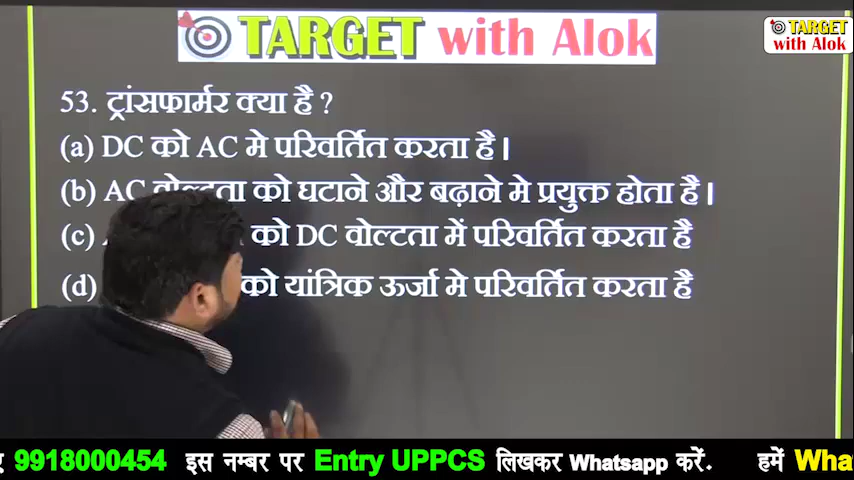 TARGET with Alok
TARGET
with Alok
53. ट्रांसफार्मर क्या है ?
(a) DC को AC मे परिवर्तित करता है।
(b) AC वोल्टता को घटाने और बढ़ाने मे प्रयुक्त होता है।
(c) को DC वोल्टता में परिवर्तित करता है
(d) को यांत्रिक ऊर्जा मे परिवर्तित करता है
9918004454 इस नम्बर पर Entry UPPCS लिखकर Whatsapp करें. हमें